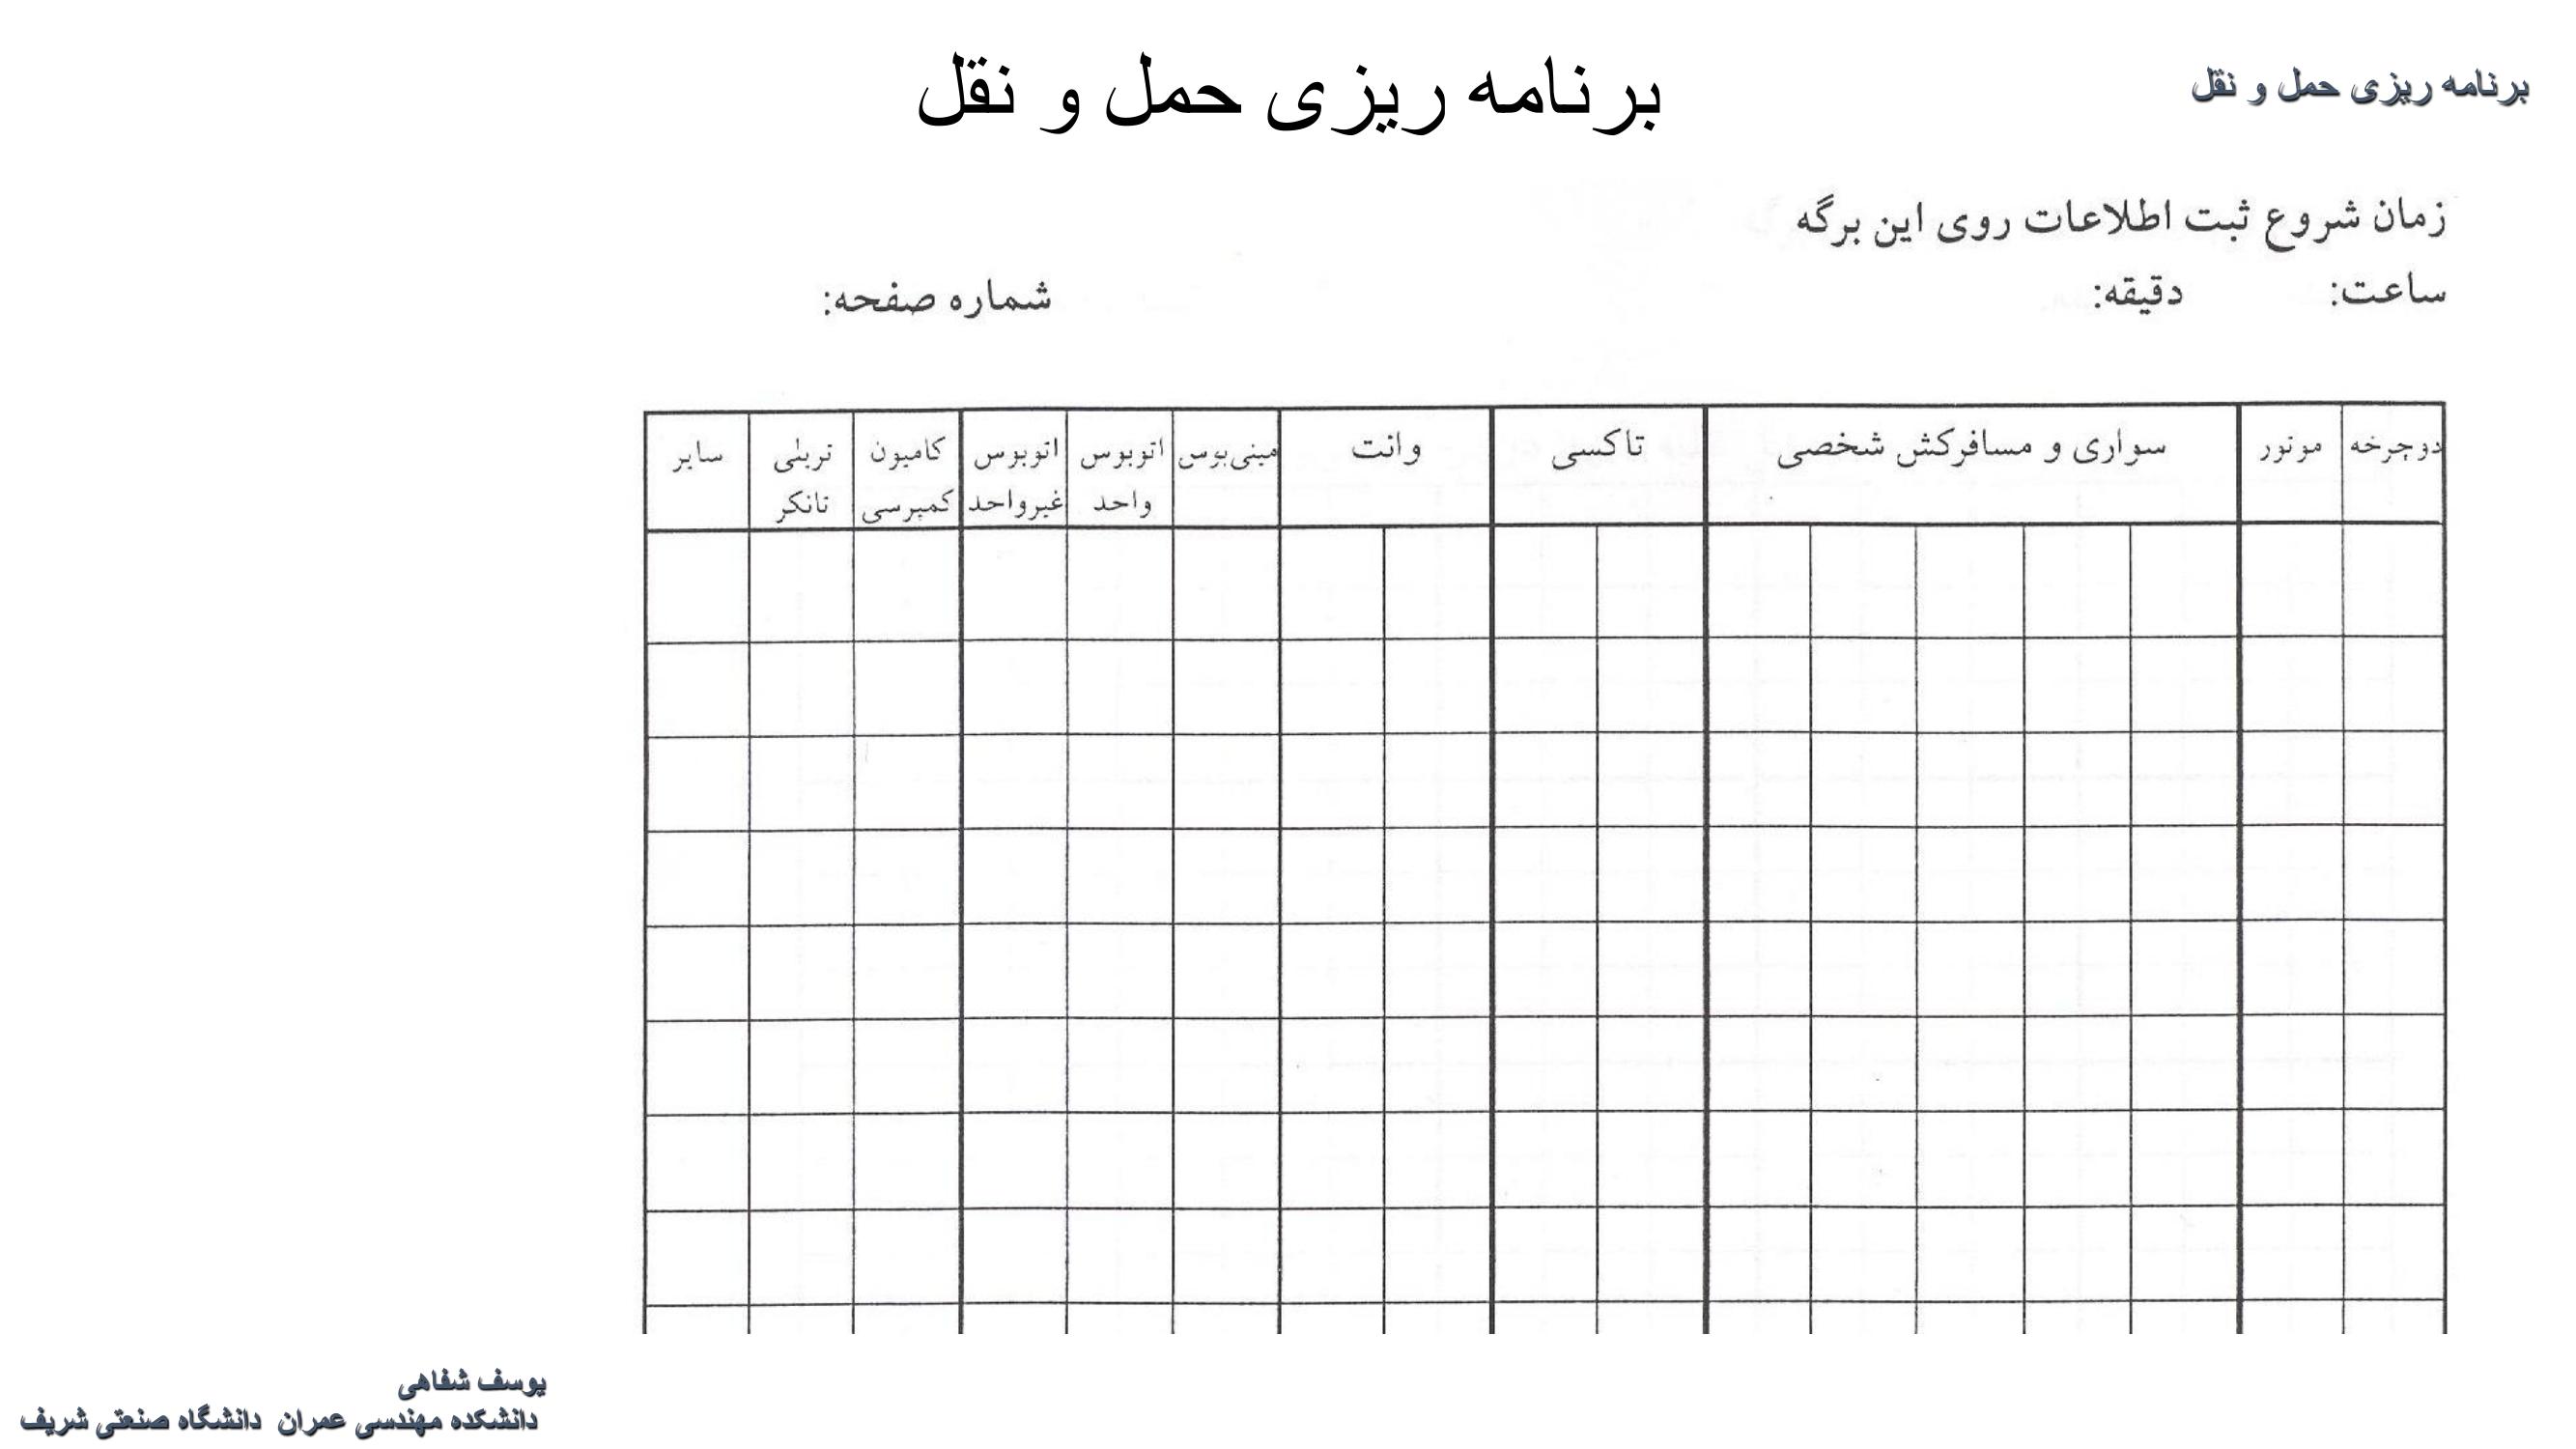 برنامه ریزی حمل و نقل
برنامه ریزی حمل و نقل
زمان شروع ثبت اطلاعات روی این برگه
ساعت: دقیقه: شماره صفحه:
دوچرخه موتور سواری و مسافرکش شخصی تاکسی وانت مینی‌بوس اتوبوس واحد اتوبوس غیرواحد کامیون کمپرسی تریلی تانکر سایر
یوسف شفاهی
دانشکده مهندسی عمران دانشگاه صنعتی شریف